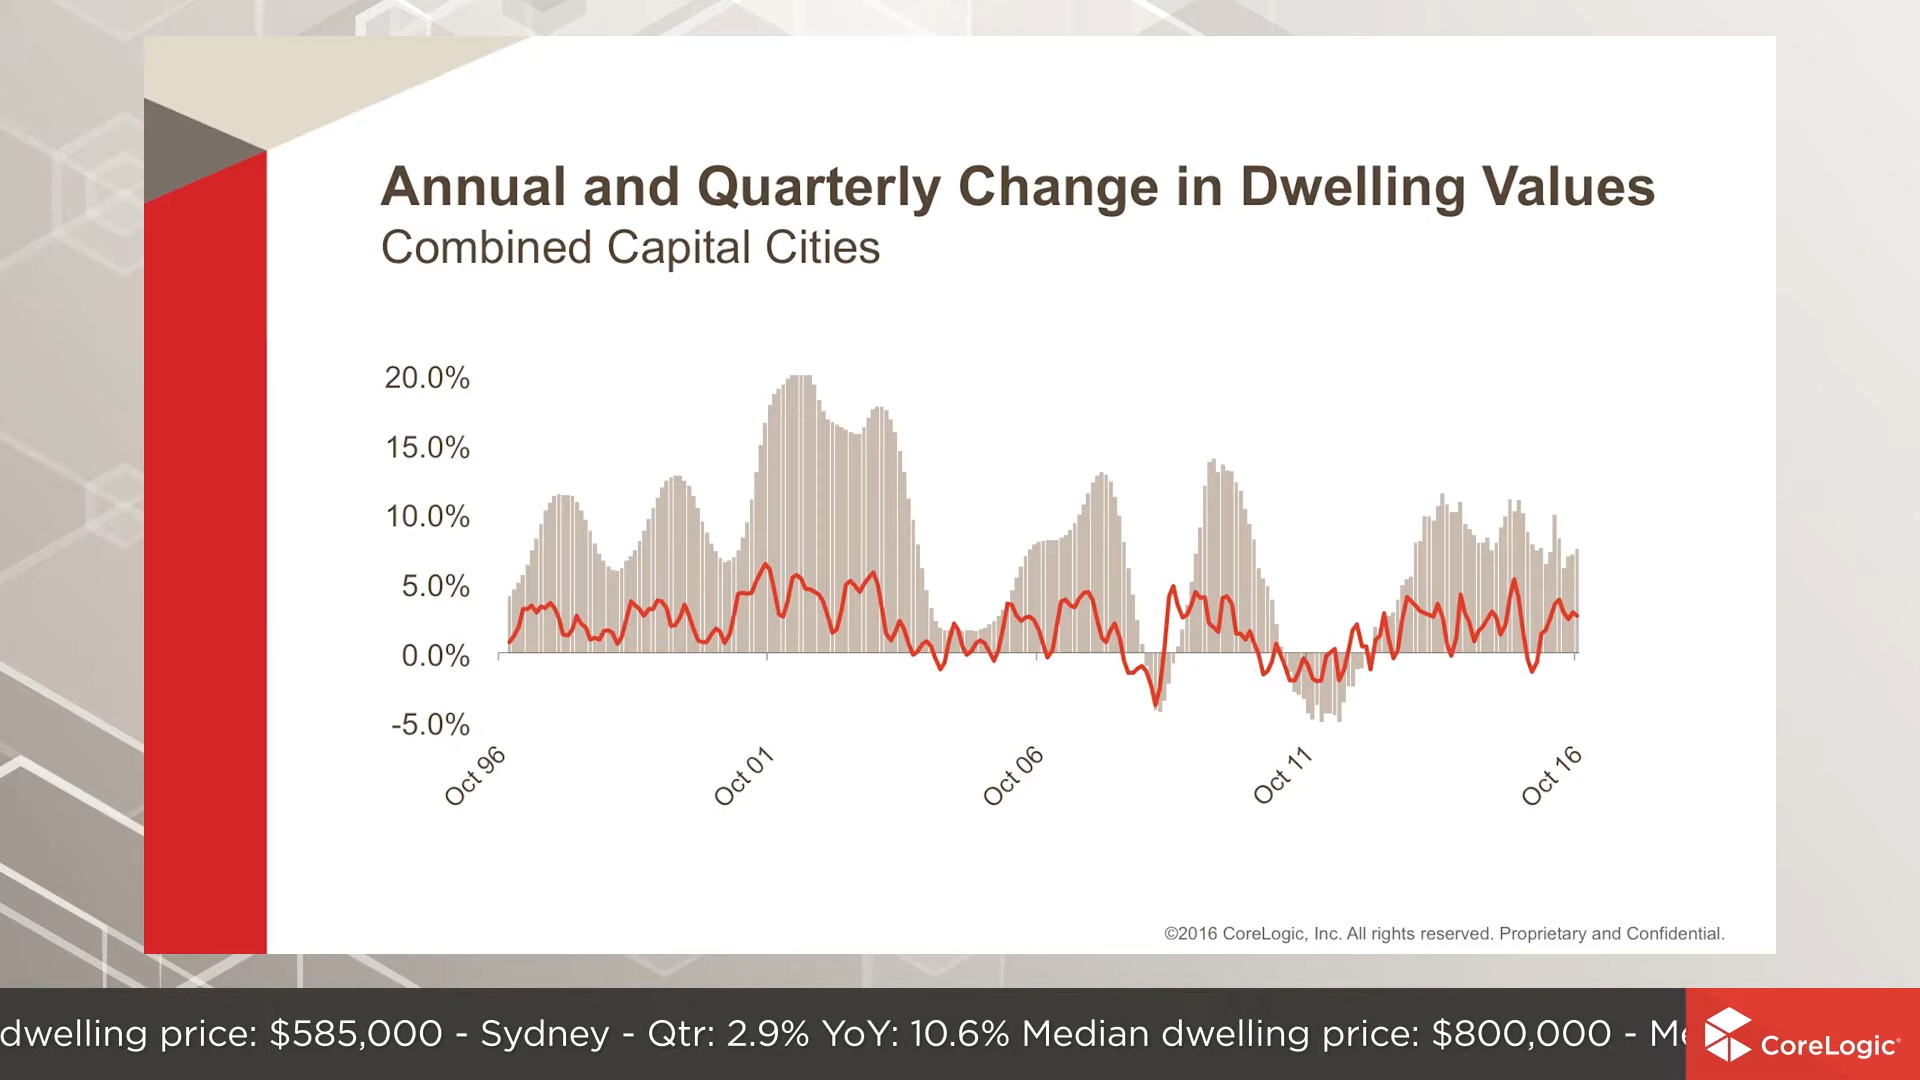 Annual and Quarterly Change in Dwelling Values
Combined Capital Cities
20.0%
15.0%
10.0%
5.0%
0.0%
-5.0%
Oct 96
Oct 01
Oct 06
Oct 11
Oct 16
©2016 CoreLogic, Inc. All rights reserved. Proprietary and Confidential.
dwelling price: $585,000 - Sydney - Qtr: 2.9% YoY: 10.6% Median dwelling price: $800,000 - Me
CoreLogic